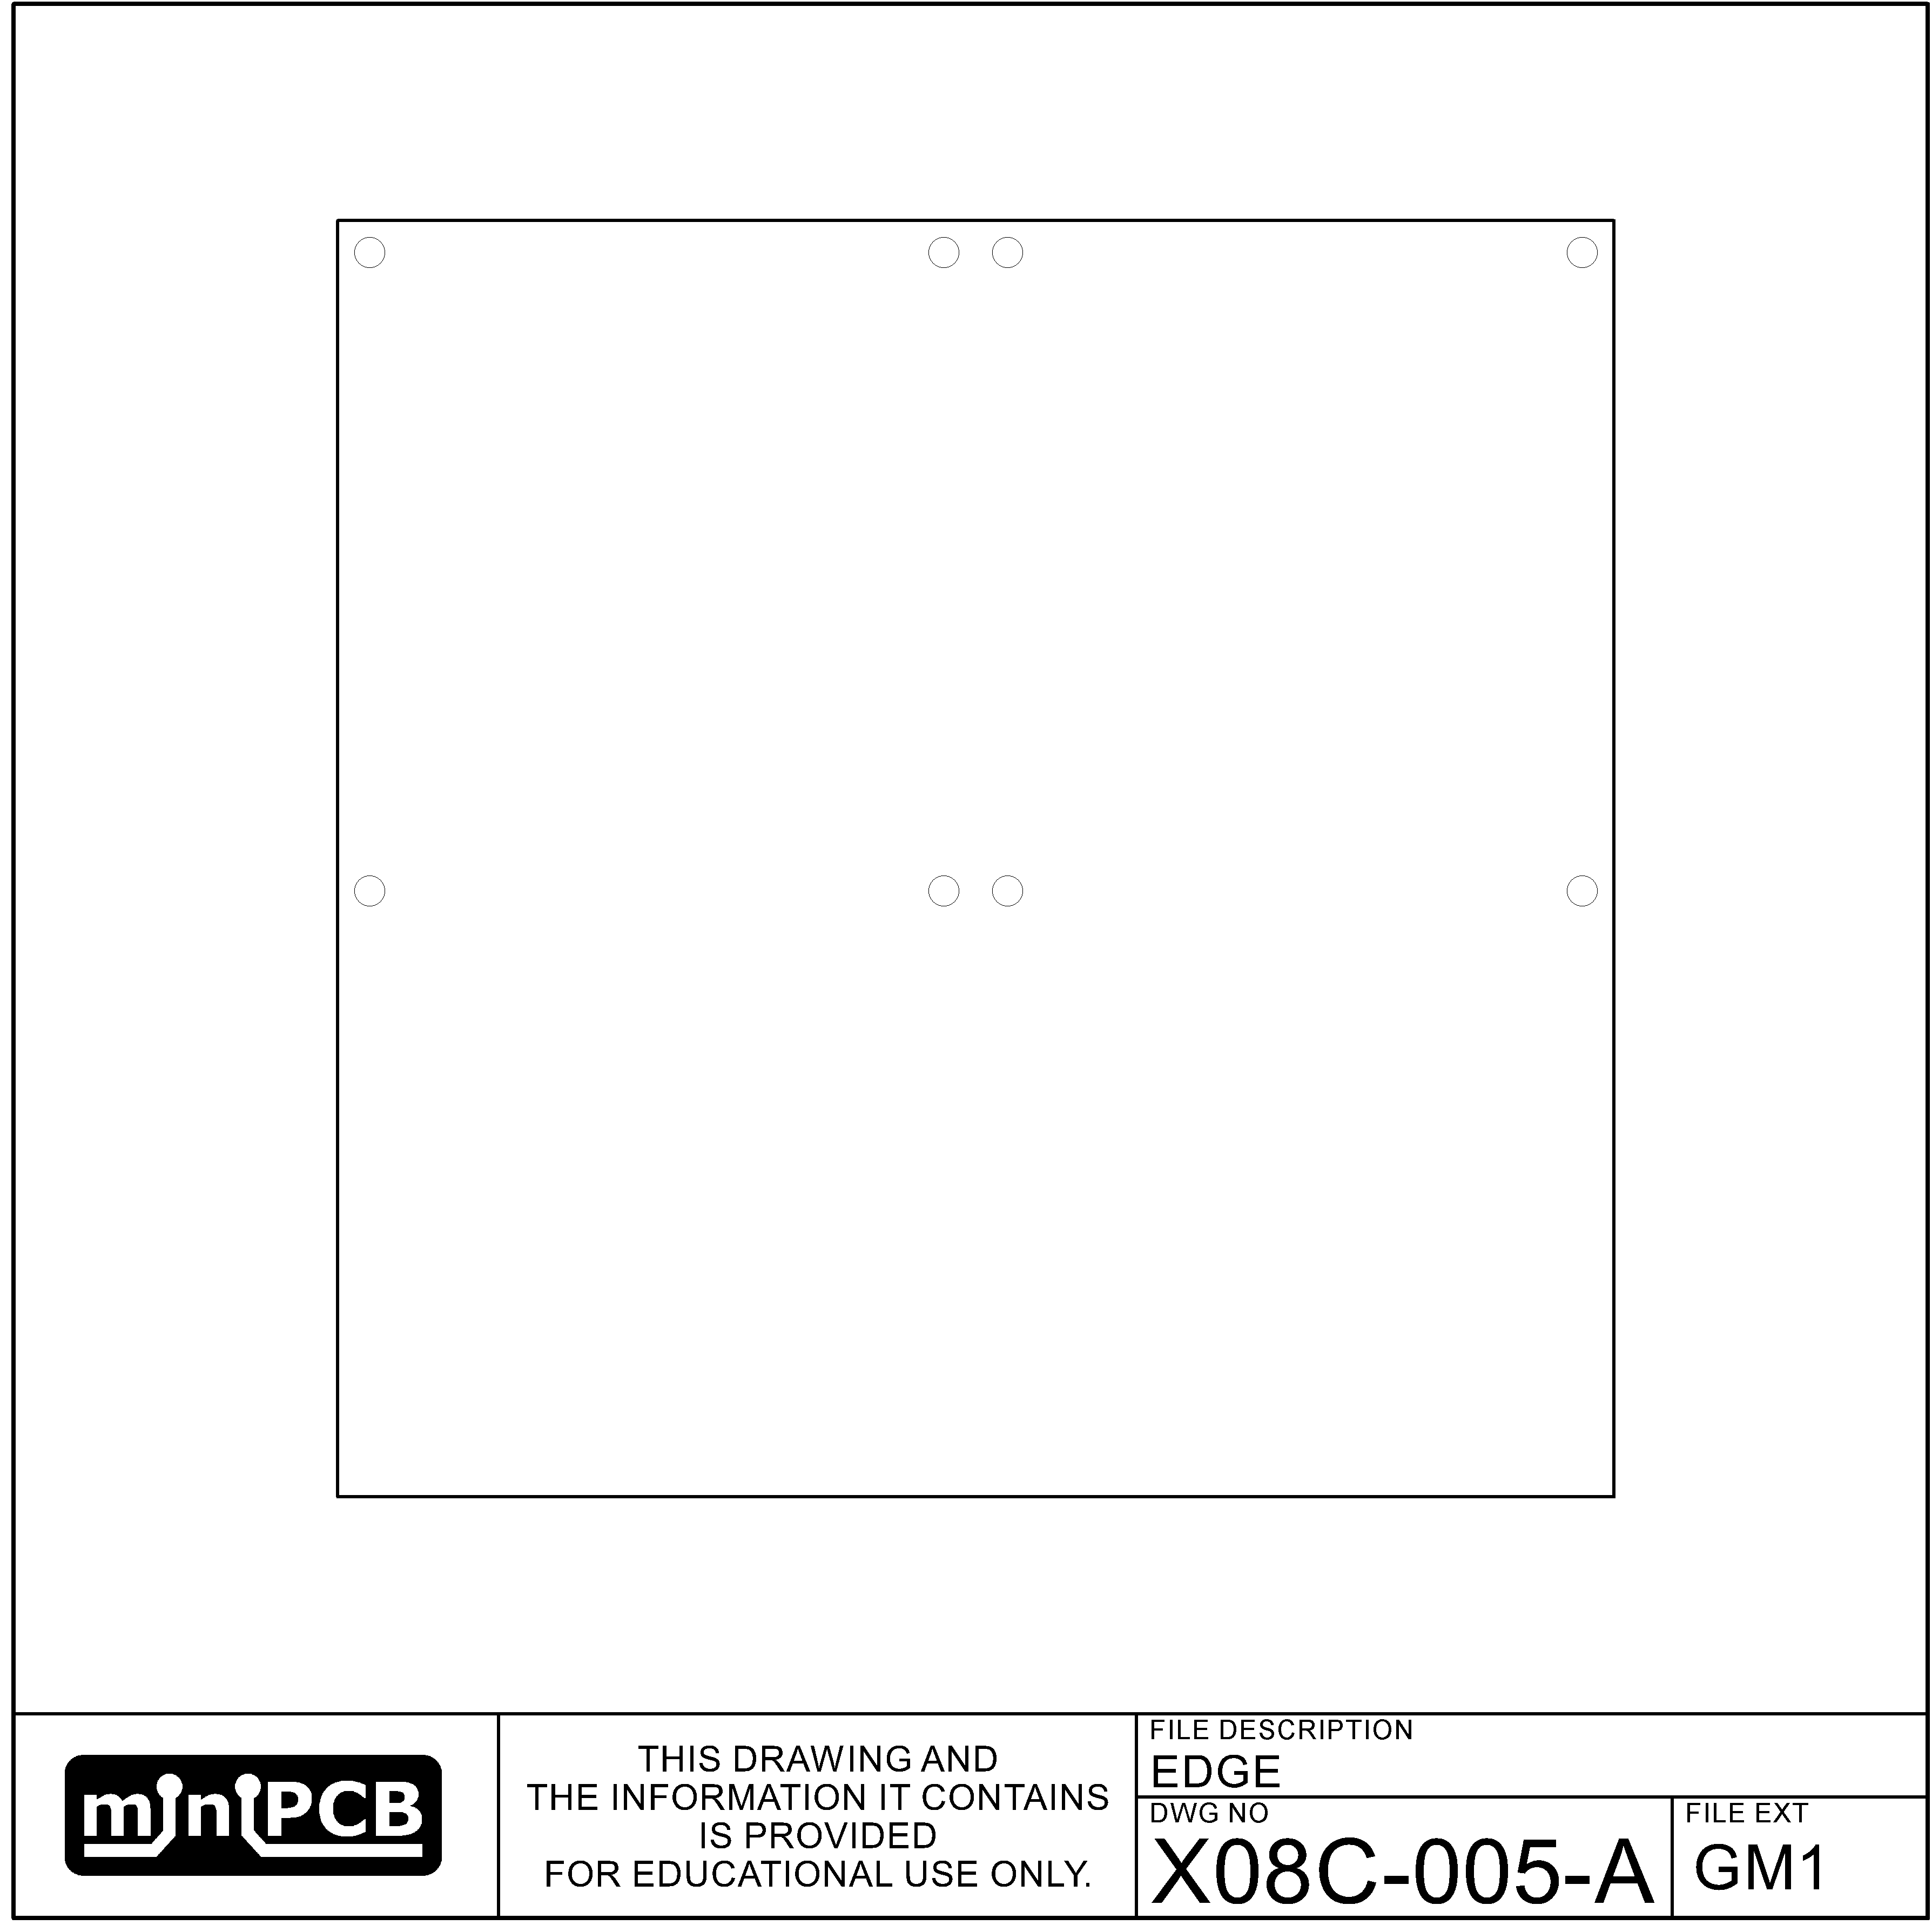 miniPCB
THIS DRAWING AND
THE INFORMATION IT CONTAINS
IS PROVIDED
FOR EDUCATIONAL USE ONLY.
FILE DESCRIPTION
EDGE
DWG NO
X08C-005-A
FILE EXT
GM1